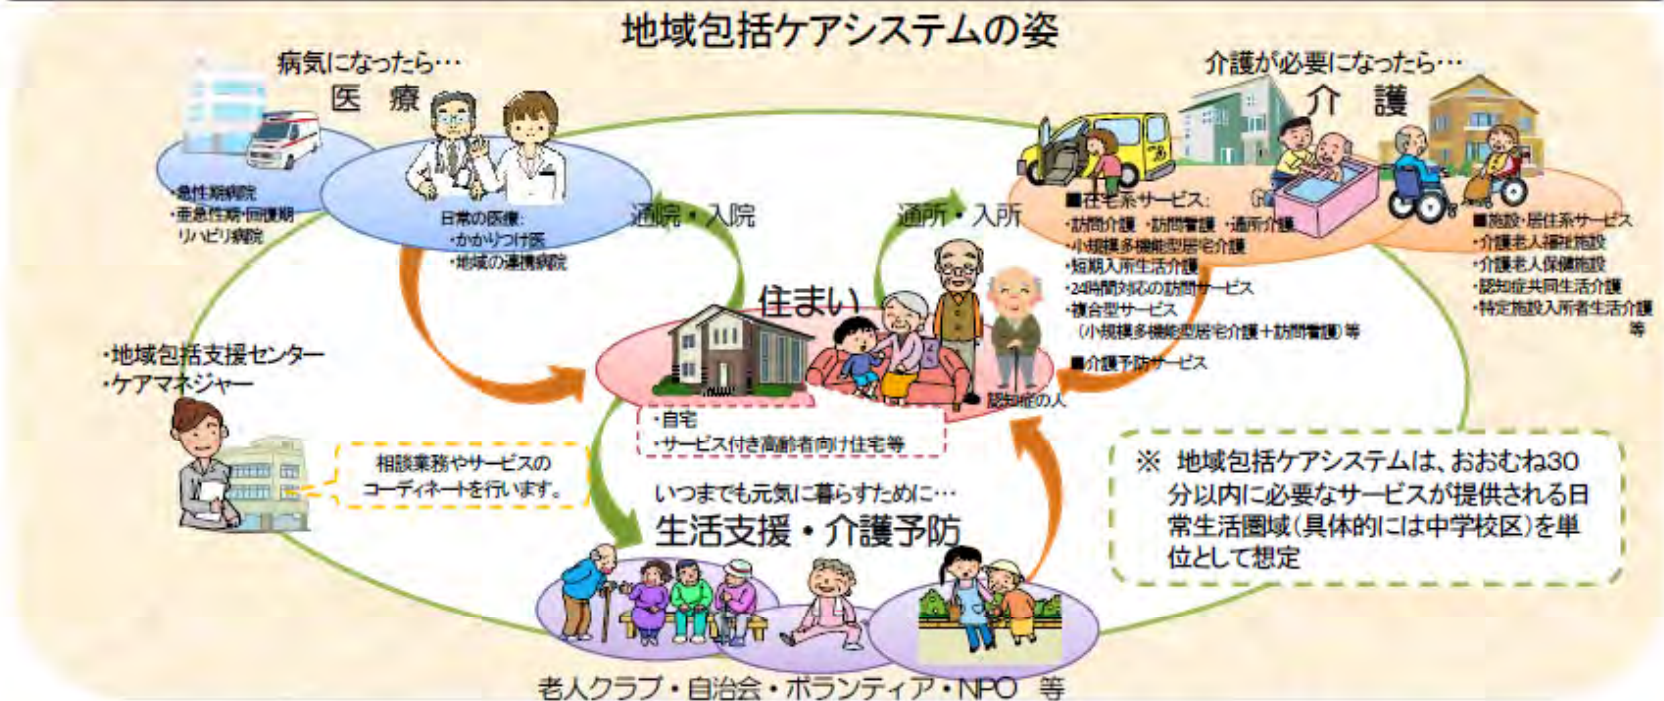 地域包括ケアシステムの姿
病気になったら…
医 療
・急性期病院
・亜急性期・回復期
リハビリ病院
日常の医療:
・かかりつけ医
・地域の連携病院
通院・入院
通所・入所
介護が必要になったら…
介 護
■在宅系サービス:
・訪問介護 ・訪問看護 ・通所介護
・小規模多機能型居宅介護
・短期入所生活介護
・24時間対応の訪問サービス
・複合型サービス
(小規模多機能型居宅介護+訪問看護)等
■介護予防サービス
■施設・居住系サービス
・介護老人福祉施設
・介護老人保健施設
・認知症共同生活介護
・特定施設入所者生活介護
等
住まい
認知症の人
・自宅
・サービス付き高齢者向け住宅等
・地域包括支援センター
・ケアマネジャー
相談業務やサービスの
コーディネートを行います。
いつまでも元気に暮らすために…
生活支援・介護予防
老人クラブ・自治会・ボランティア・NPO 等
※ 地域包括ケアシステムは、おおむね30
分以内に必要なサービスが提供される日
常生活圏域(具体的には中学校区)を単
位として想定